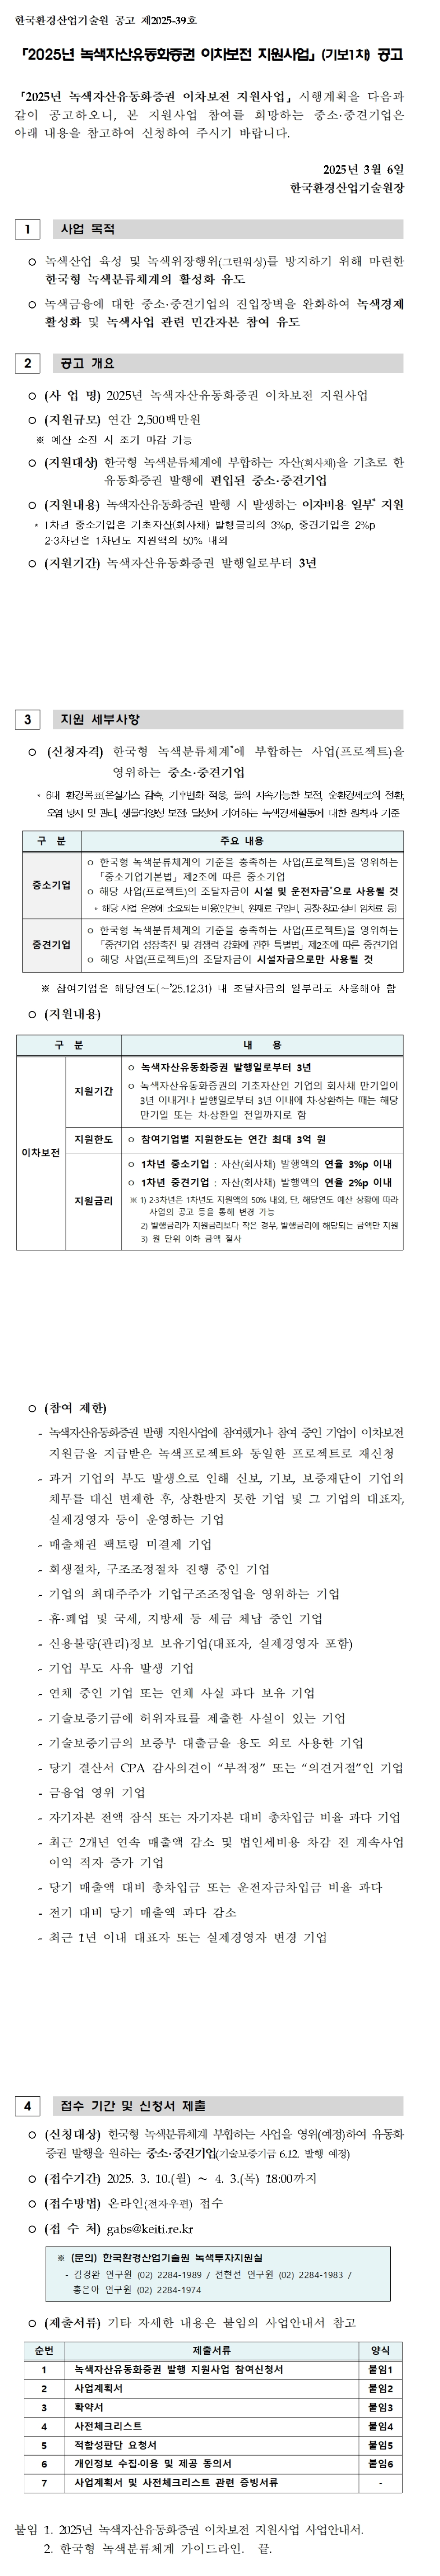 한국환경산업기술원 공고 제2025-39호
「2025년 녹색자산유동화증권 이차보전 지원사업」(기보1차) 공고
「2025년 녹색자산유동화증권 이차보전 지원사업」 시행계획을 다음과
같이 공고하오니, 본 지원사업 참여를 희망하는 중소·중견기업은
아래 내용을 참고하여 신청하여 주시기 바랍니다.
2025년 3월 6일
한국환경산업기술원장
1 사업 목적
○ 녹색산업 육성 및 녹색위장행위(그린워싱)를 방지하기 위해 마련한
한국형 녹색분류체계의 활성화 유도
○ 녹색금융에 대한 중소·중견기업의 진입장벽을 완화하여 녹색경제
활성화 및 녹색사업 관련 민간자본 참여 유도
2 공고 개요
○ (사 업 명) 2025년 녹색자산유동화증권 이차보전 지원사업
○ (지원규모) 연간 2,500백만원
※ 예산 소진 시 조기 마감 가능
○ (지원대상) 한국형 녹색분류체계에 부합하는 자산(회사채)을 기초로 한
유동화증권 발행에 편입된 중소·중견기업
○ (지원내용) 녹색자산유동화증권 발행 시 발생하는 이자비용 일부* 지원
* 1차년 중소기업은 기초자산(회사채) 발행금리의 3%p, 중견기업은 2%p
2·3차년은 1차년도 지원액의 50% 내외
○ (지원기간) 녹색자산유동화증권 발행일로부터 3년
3 지원 세부사항
○ (신청자격) 한국형 녹색분류체계*에 부합하는 사업(프로젝트)을
영위하는 중소·중견기업
* 6대 환경목표(온실가스 감축, 기후변화 적응, 물의 지속가능한 보전, 순환경제로의 전환,
오염 방지 및 관리, 생물다양성 보전) 달성에 기여하는 녹색경제활동에 대한 원칙과 기준
구 분 주요 내용
중소기업
○ 한국형 녹색분류체계의 기준을 충족하는 사업(프로젝트)을 영위하는
「중소기업기본법」 제2조에 따른 중소기업
○ 해당 사업(프로젝트)의 조달자금이 시설 및 운전자금*으로 사용될 것
* 해당 사업 운영에 소요되는 비용(인건비, 원재료 구입비, 공장·창고·설비 임차료 등)
중견기업
○ 한국형 녹색분류체계의 기준을 충족하는 사업(프로젝트)을 영위하는
「중견기업 성장촉진 및 경쟁력 강화에 관한 특별법」 제2조에 따른 중견기업
○ 해당 사업(프로젝트)의 조달자금이 시설자금으로만 사용될 것
※ 참여기업은 해당연도(~'25.12.31) 내 조달자금의 일부라도 사용해야 함
○ (지원내용)
구 분 내 용
이차보전
지원기간
○ 녹색자산유동화증권 발행일로부터 3년
○ 녹색자산유동화증권의 기초자산인 기업의 회사채 만기일이
3년 이내거나 발행일로부터 3년 이내에 차·상환하는 때는 해당
만기일 또는 차·상환일 전일까지로 함
지원한도 ○ 참여기업별 지원한도는 연간 최대 3억 원
지원금리
○ 1차년 중소기업 : 자산(회사채) 발행액의 연율 3%p 이내
○ 1차년 중견기업 : 자산(회사채) 발행액의 연율 2%p 이내
※ 1) 2·3차년은 1차년도 지원액의 50% 내외, 단, 해당연도 예산 상황에 따라
사업의 공고 등을 통해 변경 가능
2) 발행금리가 지원금리보다 작은 경우, 발행금리에 해당되는 금액만 지원
3) 원 단위 이하 금액 절사
○ (참여 제한)
- 녹색자산유동화증권 발행 지원사업에 참여했거나 참여 중인 기업이 이차보전
지원금을 지급받은 녹색프로젝트와 동일한 프로젝트로 재신청
- 과거 기업의 부도 발생으로 인해 신보, 기보, 보증재단이 기업의
채무를 대신 변제한 후, 상환받지 못한 기업 및 그 기업의 대표자,
실제경영자 등이 운영하는 기업
- 매출채권 팩토링 미결제 기업
- 회생절차, 구조조정절차 진행 중인 기업
- 기업의 최대주주가 기업구조조정업을 영위하는 기업
- 휴·폐업 및 국세, 지방세 등 세금 체납 중인 기업
- 신용불량(관리)정보 보유기업(대표자, 실제경영자 포함)
- 기업 부도 사유 발생 기업
- 연체 중인 기업 또는 연체 사실 과다 보유 기업
- 기술보증기금에 허위자료를 제출한 사실이 있는 기업
- 기술보증기금의 보증부 대출금을 용도 외로 사용한 기업
- 당기 결산서 CPA 감사의견이 "부적정" 또는 "의견거절"인 기업
- 금융업 영위 기업
- 자기자본 전액 잠식 또는 자기자본 대비 총차입금 비율 과다 기업
- 최근 2개년 연속 매출액 감소 및 법인세비용 차감 전 계속사업
이익 적자 증가 기업
- 당기 매출액 대비 총차입금 또는 운전자금차입금 비율 과다
- 전기 대비 당기 매출액 과다 감소
- 최근 1년 이내 대표자 또는 실제경영자 변경 기업
4 접수 기간 및 신청서 제출
○ (신청대상) 한국형 녹색분류체계 부합하는 사업을 영위(예정)하여 유동화
증권 발행을 원하는 중소·중견기업(기술보증기금 6.12. 발행 예정)
○ (접수기간) 2025. 3. 10.(월) ~ 4. 3.(목) 18:00까지
○ (접수방법) 온라인(전자우편) 접수
○ (접 수 처) gabs@keiti.re.kr
※ (문의) 한국환경산업기술원 녹색투자지원실
- 김경완 연구원 (02) 2284-1989 / 전현선 연구원 (02) 2284-1983 /
홍은아 연구원 (02) 2284-1974
○ (제출서류) 기타 자세한 내용은 붙임의 사업안내서 참고
순번 제출서류 양식
1 녹색자산유동화증권 발행 지원사업 참여신청서 붙임1
2 사업계획서 붙임2
3 확약서 붙임3
4 사전체크리스트 붙임4
5 적합성판단 요청서 붙임5
6 개인정보 수집·이용 및 제공 동의서 붙임6
7 사업계획서 및 사전체크리스트 관련 증빙서류 -
붙임 1. 2025년 녹색자산유동화증권 이차보전 지원사업 사업안내서.
2. 한국형 녹색분류체계 가이드라인. 끝.